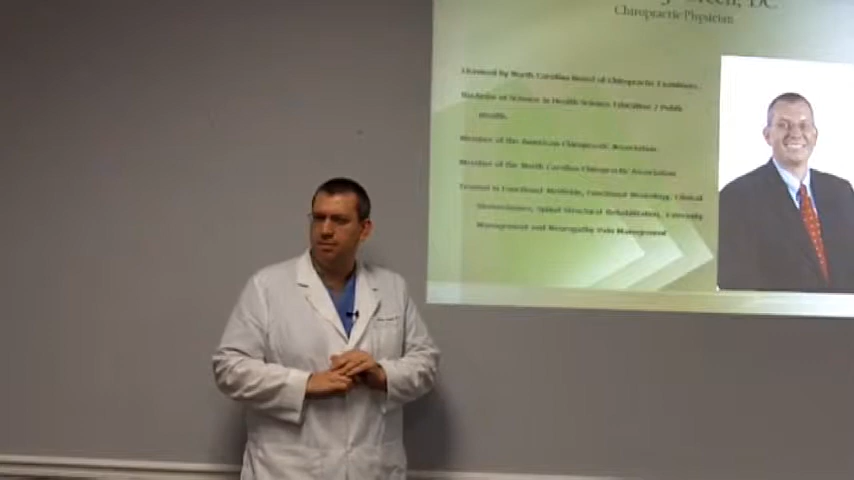 Green, DC
Chiropractic Physician
Licensed by North Carolina Board of Chiropractic Examiners.
Bachelor of Science in Health Science Education / Public
Health.
Member of the American Chiropractic Association.
Member of the North Carolina Chiropractic Association
Trained in Functional Medicine, Functional Neurology, Clinical
Spinal Structural Rehabilitation, Extremity
Management and Neuropathy Pain Management